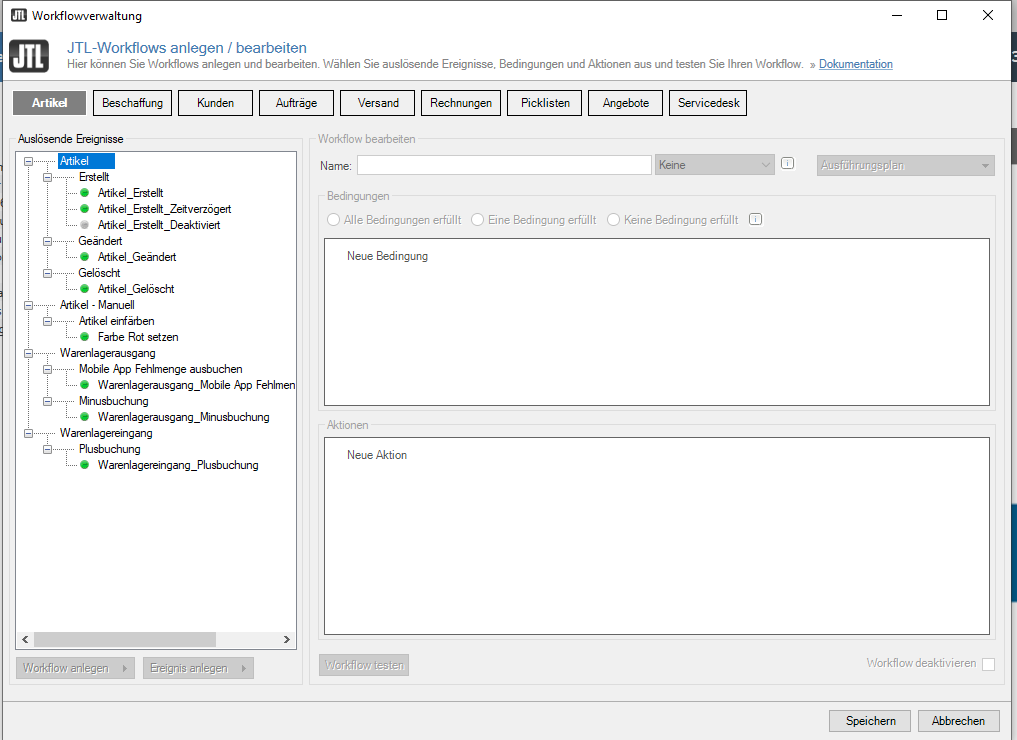 JTL Workflowverwaltung
JTL JTL-Workflows anlegen / bearbeiten
Hier können Sie Workflows anlegen und bearbeiten. Wählen Sie auslösende Ereignisse, Bedingungen und Aktionen aus und testen Sie Ihren Workflow. » Dokumentation
Artikel Beschaffung Kunden Aufträge Versand Rechnungen Picklisten Angebote Servicedesk
Auslösende Ereignisse
Artikel
Erstellt
Artikel_Erstellt
Artikel_Erstellt_Zeitverzögert
Artikel_Erstellt_Deaktiviert
Geändert
Artikel_Geändert
Gelöscht
Artikel_Gelöscht
Artikel - Manuell
Artikel einfärben
Farbe Rot setzen
Warenlagerausgang
Mobile App Fehlmenge ausbuchen
Warenlagerausgang_Mobile App Fehlmen
Minusbuchung
Warenlagerausgang_Minusbuchung
Warenlagereingang
Plusbuchung
Warenlagereingang_Plusbuchung
Workflow anlegen Ereignis anlegen
Workflow bearbeiten
Name: Keine i Ausführungsplan
Bedingungen
Alle Bedingungen erfüllt Eine Bedingung erfüllt Keine Bedingung erfüllt i
Neue Bedingung
Aktionen
Neue Aktion
Workflow testen Workflow deaktivieren
Speichern Abbrechen